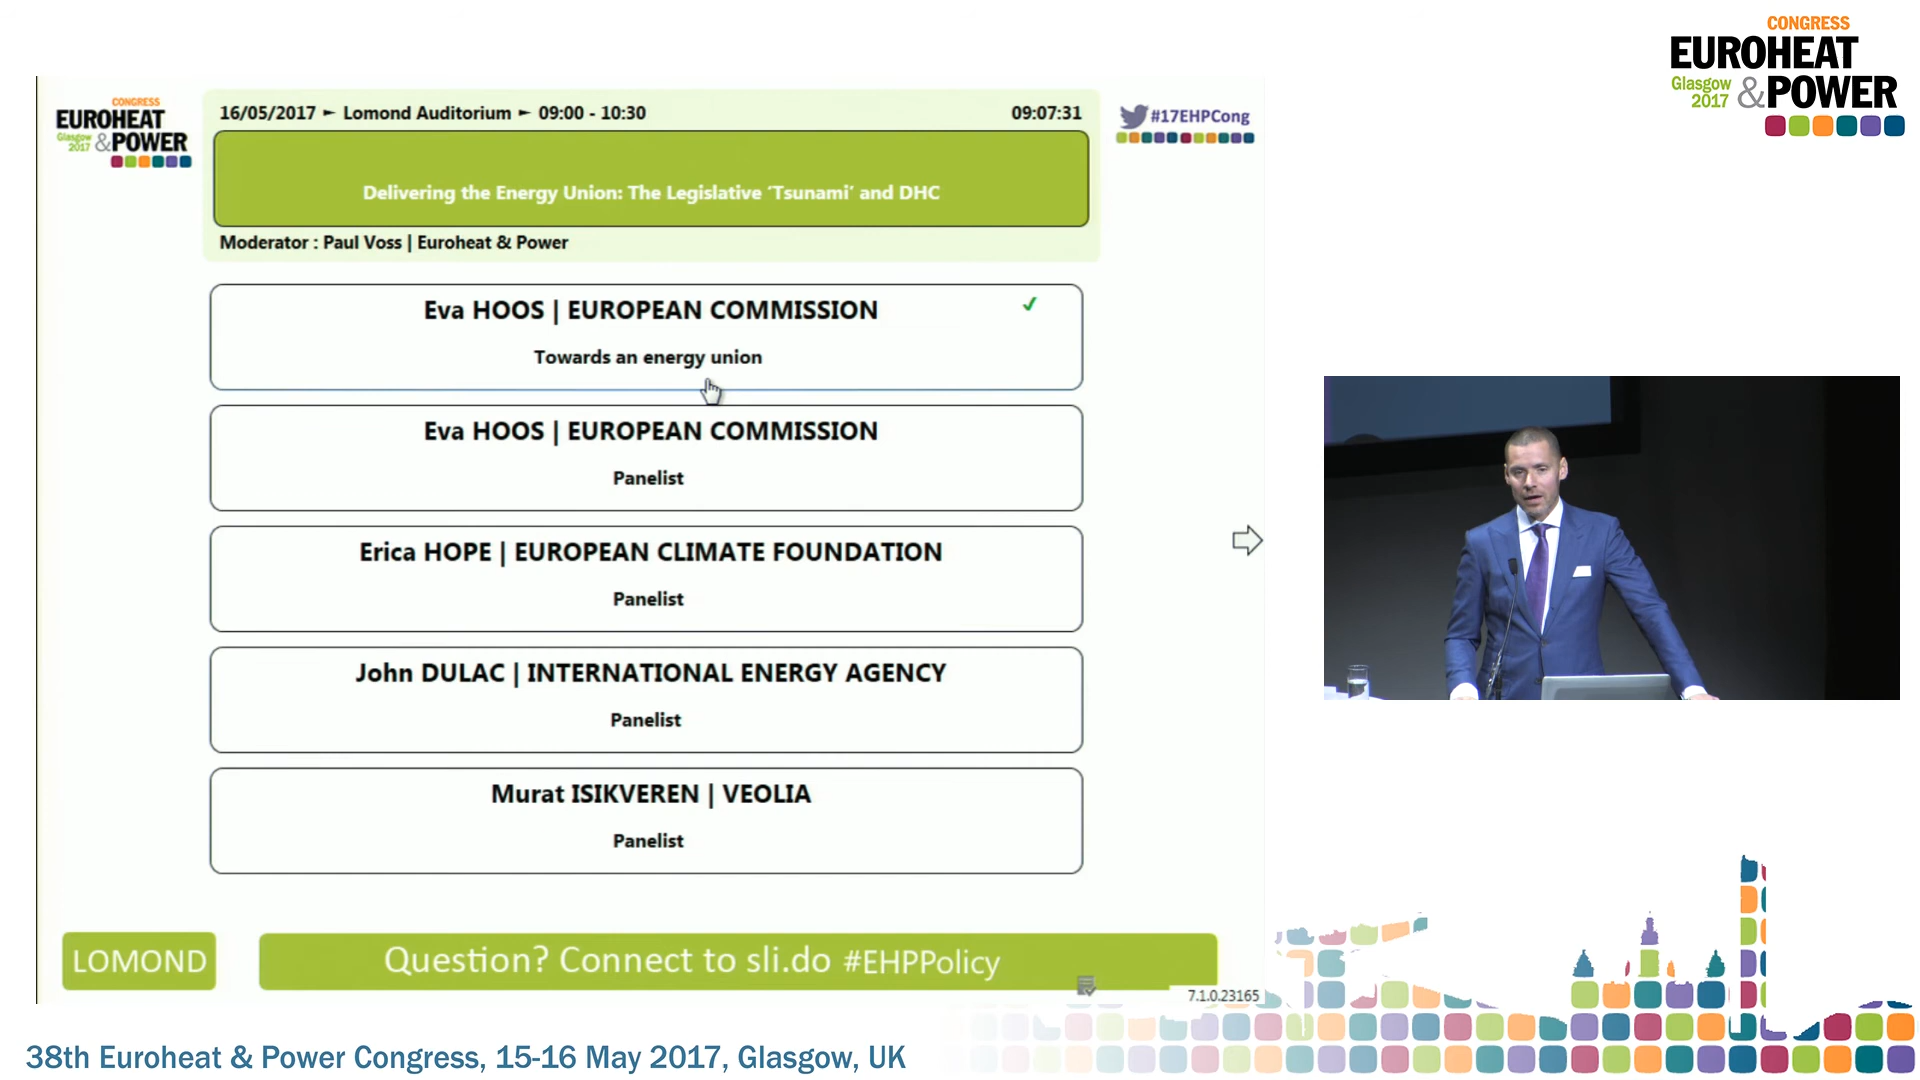 CONGRESS
EUROHEAT
Glasgow
2017
&POWER
CONGRESS
EUROHEAT
Glasgow
2017
&POWER
16/05/2017 ► Lomond Auditorium ► 09:00 - 10:30
09:07:31
#17EHPCong
Delivering the Energy Union: The Legislative ‘Tsunami’ and DHC
Moderator : Paul Voss | Euroheat & Power
Eva HOOS | EUROPEAN COMMISSION
Towards an energy union
Eva HOOS | EUROPEAN COMMISSION
Panelist
Erica HOPE | EUROPEAN CLIMATE FOUNDATION
Panelist
John DULAC | INTERNATIONAL ENERGY AGENCY
Panelist
Murat ISIKVEREN | VEOLIA
Panelist
LOMOND
Question? Connect to sli.do #EHPPolicy
7.1.0.23165
38th Euroheat & Power Congress, 15-16 May 2017, Glasgow, UK